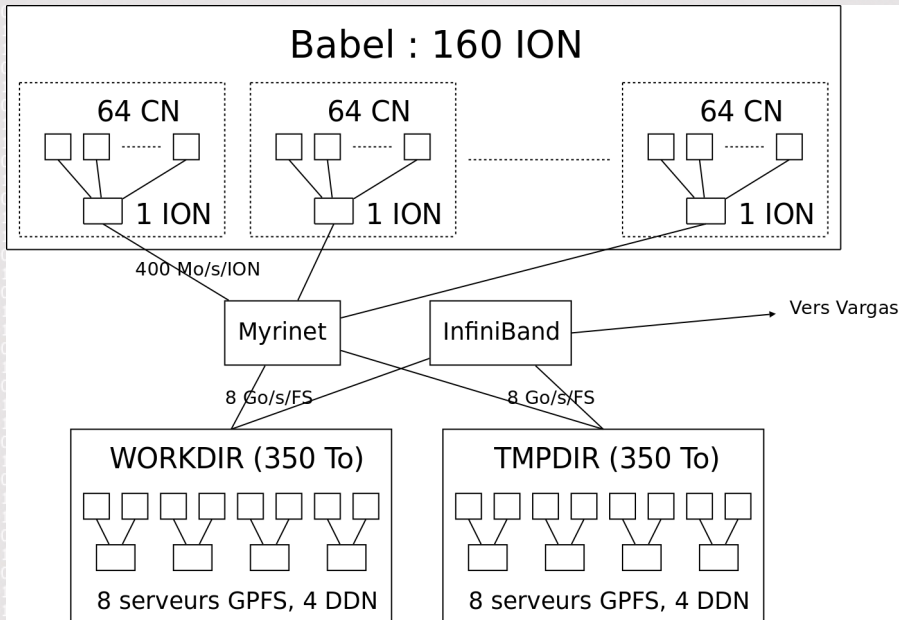 Babel : 160 ION
64 CN
64 CN
64 CN
1 ION
1 ION
1 ION
400 Mo/s/ION
Vers Vargas
Myrinet
InfiniBand
8 Go/s/FS
8 Go/s/FS
WORKDIR (350 To)
TMPDIR (350 To)
8 serveurs GPFS, 4 DDN
8 serveurs GPFS, 4 DDN